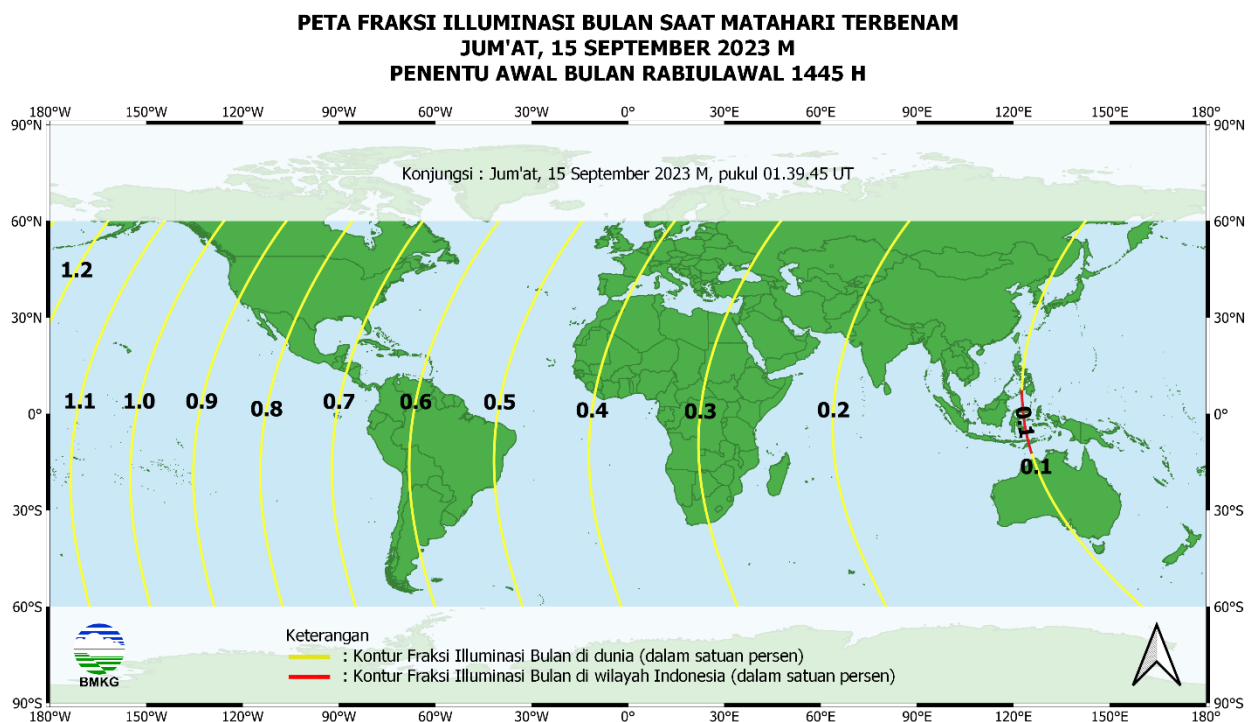 PETA FRAKSI ILLUMINASI BULAN SAAT MATAHARI TERBENAM
JUM'AT, 15 SEPTEMBER 2023 M
PENENTU AWAL BULAN RABIULAWAL 1445 H
180°W 150°W 120°W 90°W 60°W 30°W 0° 30°E 60°E 90°E 120°E 150°E 180°
90°N 90°N
Konjungsi : Jum'at, 15 September 2023 M, pukul 01.39.45 UT
60°N 60°N
1.2
30°N 30°N
0° 1.1 1.0 0.9 0.8 0.7 0.6 0.5 0.4 0.3 0.2 0.1 0°
0.1
30°S 30°S
60°S 60°S
Keterangan
: Kontur Fraksi Illuminasi Bulan di dunia (dalam satuan persen)
: Kontur Fraksi Illuminasi Bulan di wilayah Indonesia (dalam satuan persen)
BMKG
90°S 90°S
180°W 150°W 120°W 90°W 60°W 30°W 0° 30°E 60°E 90°E 120°E 150°E 180°